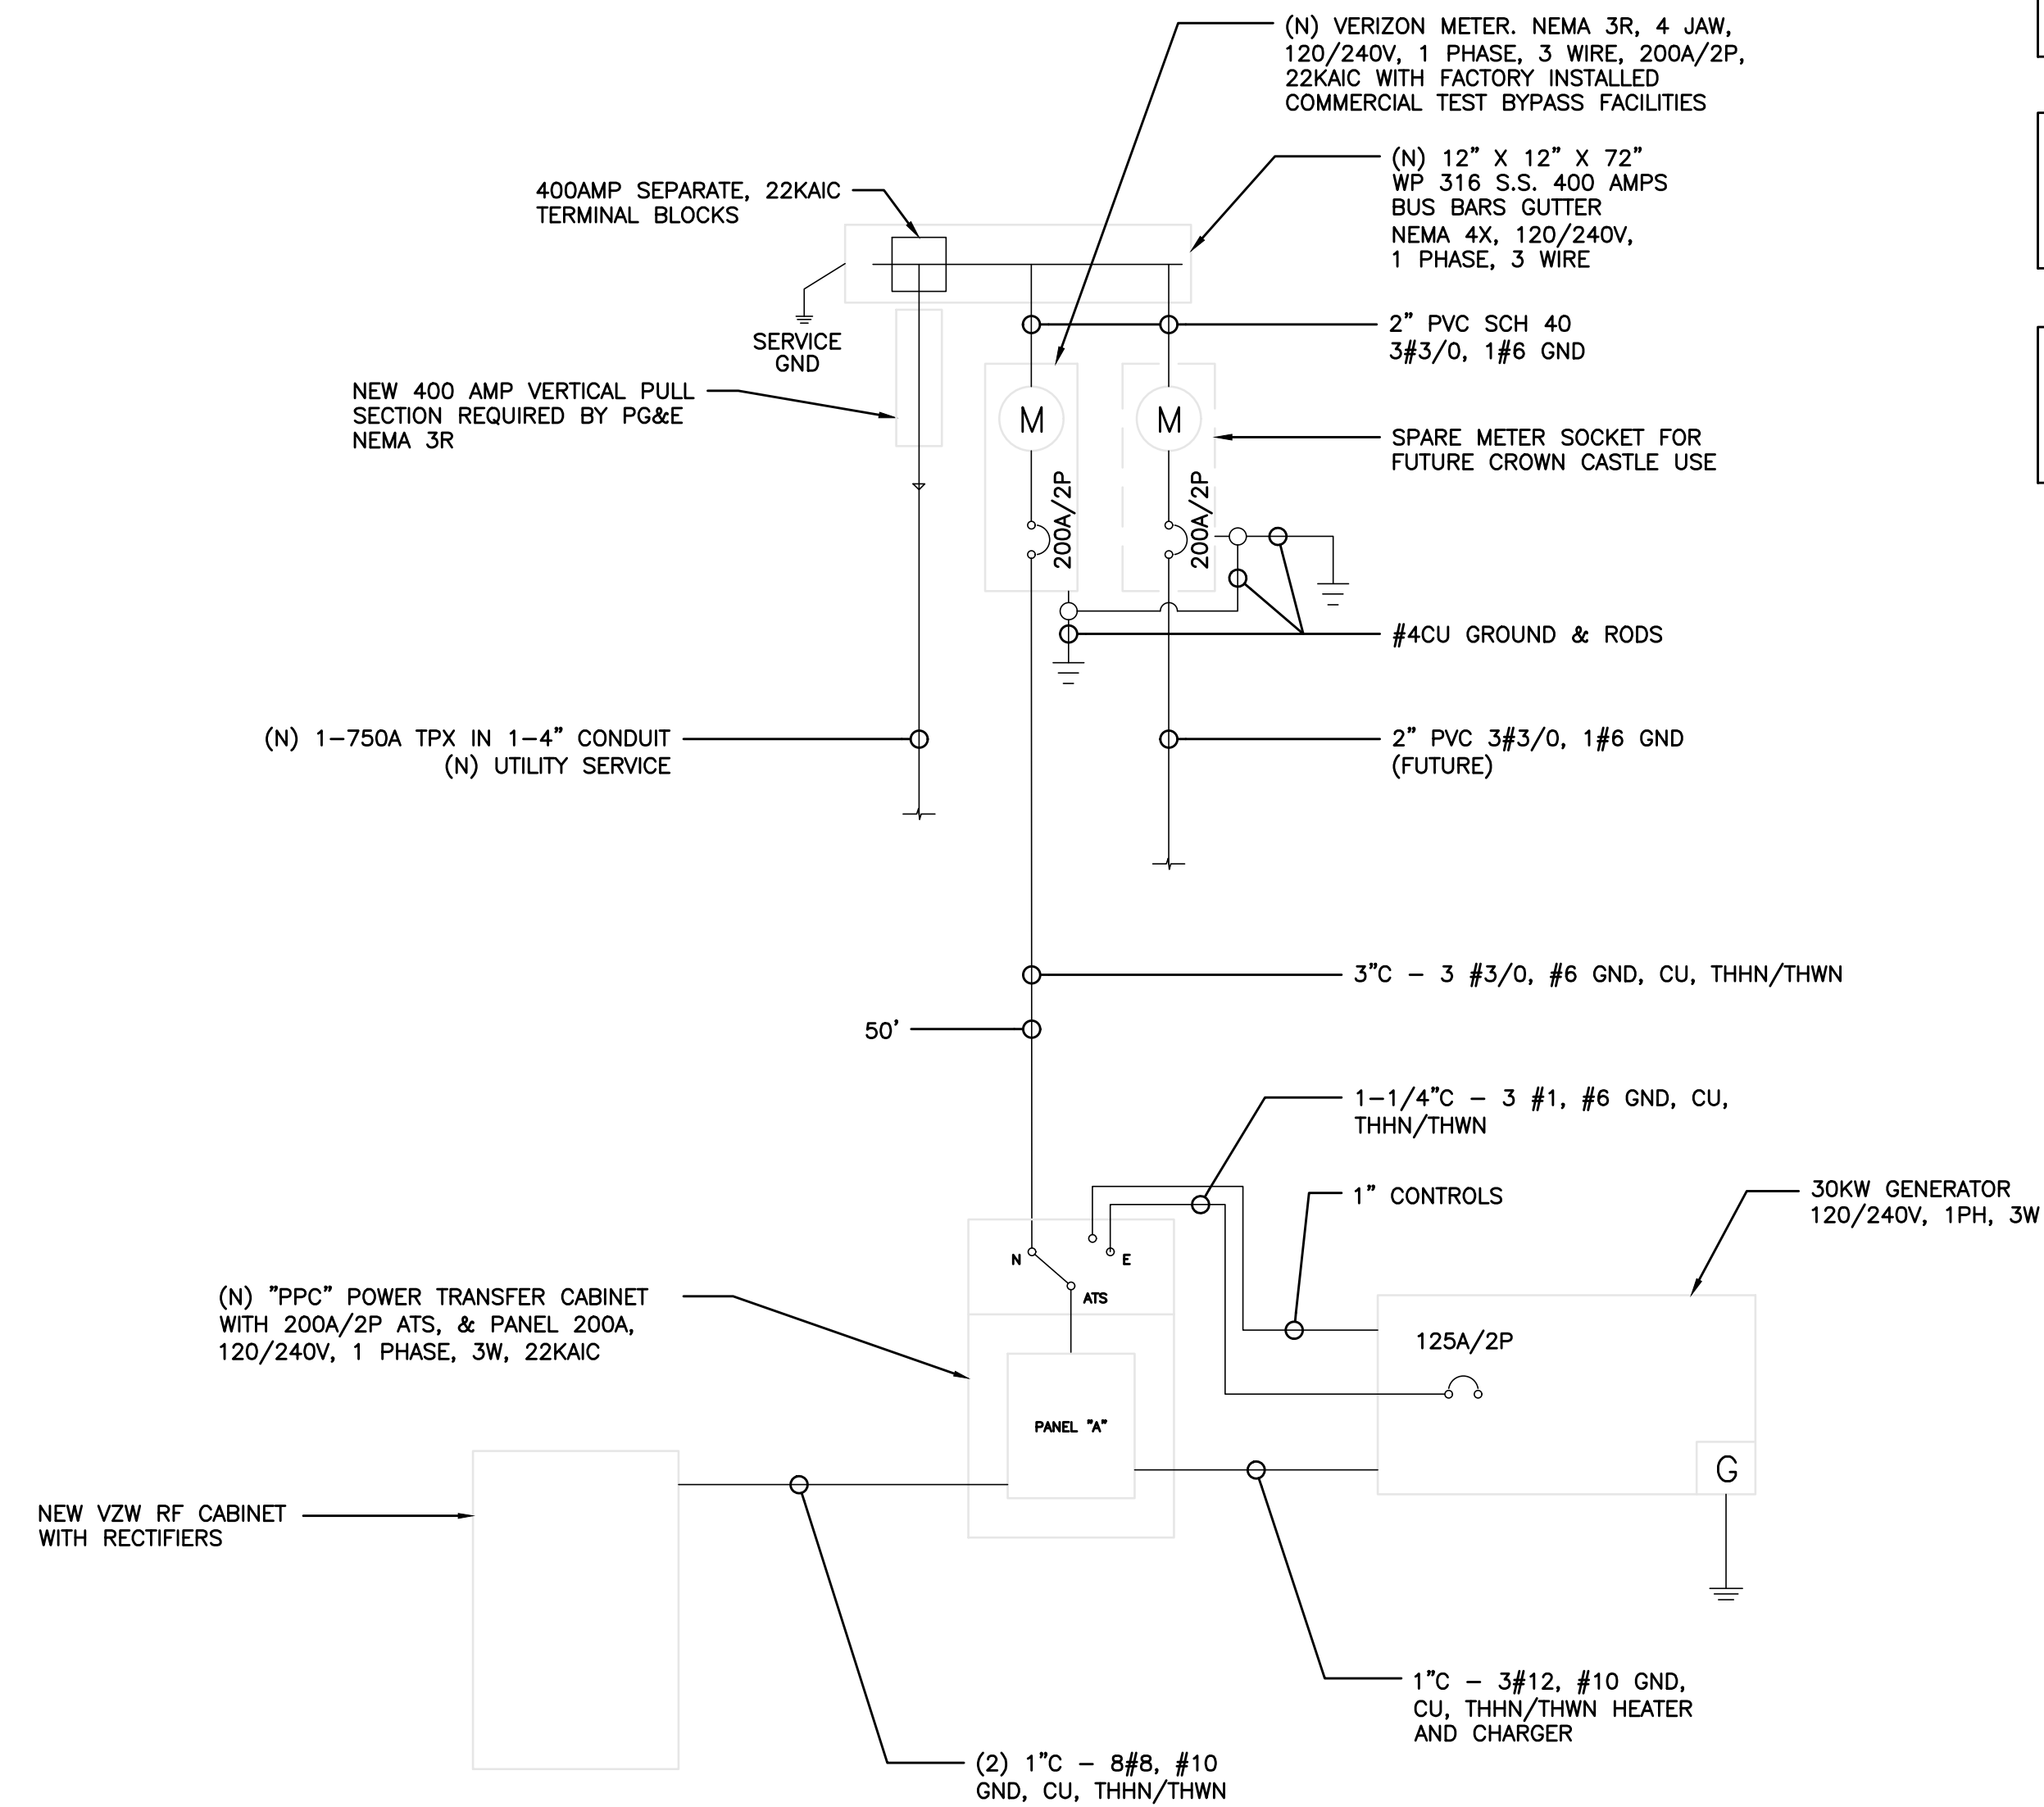 (N) VERIZON METER. NEMA 3R, 4 JAW,
120/240V, 1 PHASE, 3 WIRE, 200A/2P,
22KAIC WITH FACTORY INSTALLED
COMMERCIAL TEST BYPASS FACILITIES
(N) 12" X 12" X 72"
WP 316 S.S. 400 AMPS
BUS BARS GUTTER
NEMA 4X, 120/240V,
1 PHASE, 3 WIRE
400AMP SEPARATE, 22KAIC
TERMINAL BLOCKS
SERVICE
GND
2" PVC SCH 40
3#3/0, 1#6 GND
NEW 400 AMP VERTICAL PULL
SECTION REQUIRED BY PG&E
NEMA 3R
M
M
SPARE METER SOCKET FOR
FUTURE CROWN CASTLE USE
200A/2P
200A/2P
#4CU GROUND & RODS
(N) 1-750A TPX IN 1-4" CONDUIT
(N) UTILITY SERVICE
2" PVC 3#3/0, 1#6 GND
(FUTURE)
3"C - 3 #3/0, #6 GND, CU, THHN/THWN
50'
1-1/4"C - 3 #1, #6 GND, CU,
THHN/THWN
1" CONTROLS
30KW GENERATOR
120/240V, 1PH, 3W
N
E
ATS
(N) "PPC" POWER TRANSFER CABINET
WITH 200A/2P ATS, & PANEL 200A,
120/240V, 1 PHASE, 3W, 22KAIC
125A/2P
PANEL "A"
G
NEW VZW RF CABINET
WITH RECTIFIERS
1"C - 3#12, #10 GND,
CU, THHN/THWN HEATER
AND CHARGER
(2) 1"C - 8#8, #10
GND, CU, THHN/THWN